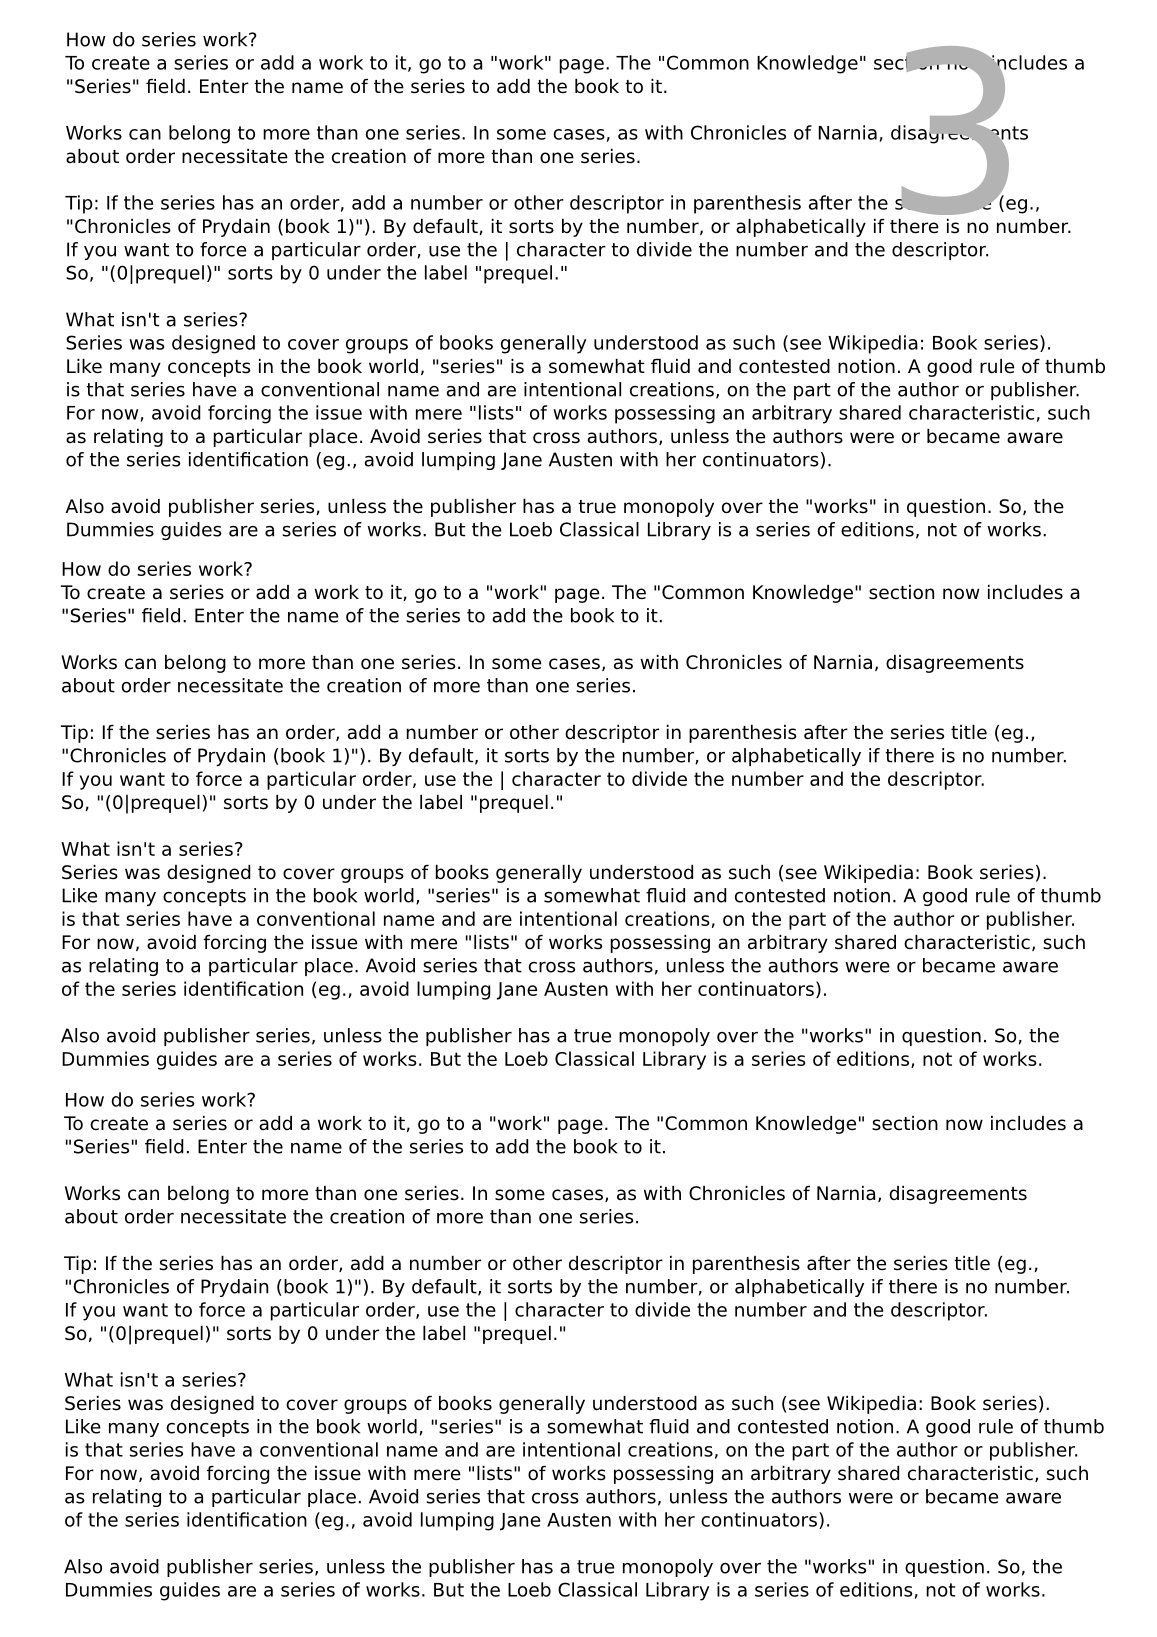 3
How do series work?
To create a series or add a work to it, go to a "work" page. The "Common Knowledge" section now includes a
"Series" field. Enter the name of the series to add the book to it.
Works can belong to more than one series. In some cases, as with Chronicles of Narnia, disagreements
about order necessitate the creation of more than one series.
Tip: If the series has an order, add a number or other descriptor in parenthesis after the (eg.,
"Chronicles of Prydain (book 1)"). By default, it sorts by the number, or alphabetically if there is no number.
If you want to force a particular order, use the | character to divide the number and the descriptor.
So, "(0|prequel)" sorts by 0 under the label "prequel."
What isn't a series?
Series was designed to cover groups of books generally understood as such (see Wikipedia: Book series).
Like many concepts in the book world, "series" is a somewhat fluid and contested notion. A good rule of thumb
is that series have a conventional name and are intentional creations, on the part of the author or publisher.
For now, avoid forcing the issue with mere "lists" of works possessing an arbitrary shared characteristic, such
as relating to a particular place. Avoid series that cross authors, unless the authors were or became aware
of the series identification (eg., avoid lumping Jane Austen with her continuators).
Also avoid publisher series, unless the publisher has a true monopoly over the "works" in question. So, the
Dummies guides are a series of works. But the Loeb Classical Library is a series of editions, not of works.
How do series work?
To create a series or add a work to it, go to a "work" page. The "Common Knowledge" section now includes a
"Series" field. Enter the name of the series to add the book to it.
Works can belong to more than one series. In some cases, as with Chronicles of Narnia, disagreements
about order necessitate the creation of more than one series.
Tip: If the series has an order, add a number or other descriptor in parenthesis after the series title (eg.,
"Chronicles of Prydain (book 1)"). By default, it sorts by the number, or alphabetically if there is no number.
If you want to force a particular order, use the | character to divide the number and the descriptor.
So, "(0|prequel)" sorts by 0 under the label "prequel."
What isn't a series?
Series was designed to cover groups of books generally understood as such (see Wikipedia: Book series).
Like many concepts in the book world, "series" is a somewhat fluid and contested notion. A good rule of thumb
is that series have a conventional name and are intentional creations, on the part of the author or publisher.
For now, avoid forcing the issue with mere "lists" of works possessing an arbitrary shared characteristic, such
as relating to a particular place. Avoid series that cross authors, unless the authors were or became aware
of the series identification (eg., avoid lumping Jane Austen with her continuators).
Also avoid publisher series, unless the publisher has a true monopoly over the "works" in question. So, the
Dummies guides are a series of works. But the Loeb Classical Library is a series of editions, not of works.
How do series work?
To create a series or add a work to it, go to a "work" page. The "Common Knowledge" section now includes a
"Series" field. Enter the name of the series to add the book to it.
Works can belong to more than one series. In some cases, as with Chronicles of Narnia, disagreements
about order necessitate the creation of more than one series.
Tip: If the series has an order, add a number or other descriptor in parenthesis after the series title (eg.,
"Chronicles of Prydain (book 1)"). By default, it sorts by the number, or alphabetically if there is no number.
If you want to force a particular order, use the | character to divide the number and the descriptor.
So, "(0|prequel)" sorts by 0 under the label "prequel."
What isn't a series?
Series was designed to cover groups of books generally understood as such (see Wikipedia: Book series).
Like many concepts in the book world, "series" is a somewhat fluid and contested notion. A good rule of thumb
is that series have a conventional name and are intentional creations, on the part of the author or publisher.
For now, avoid forcing the issue with mere "lists" of works possessing an arbitrary shared characteristic, such
as relating to a particular place. Avoid series that cross authors, unless the authors were or became aware
of the series identification (eg., avoid lumping Jane Austen with her continuators).
Also avoid publisher series, unless the publisher has a true monopoly over the "works" in question. So, the
Dummies guides are a series of works. But the Loeb Classical Library is a series of editions, not of works.